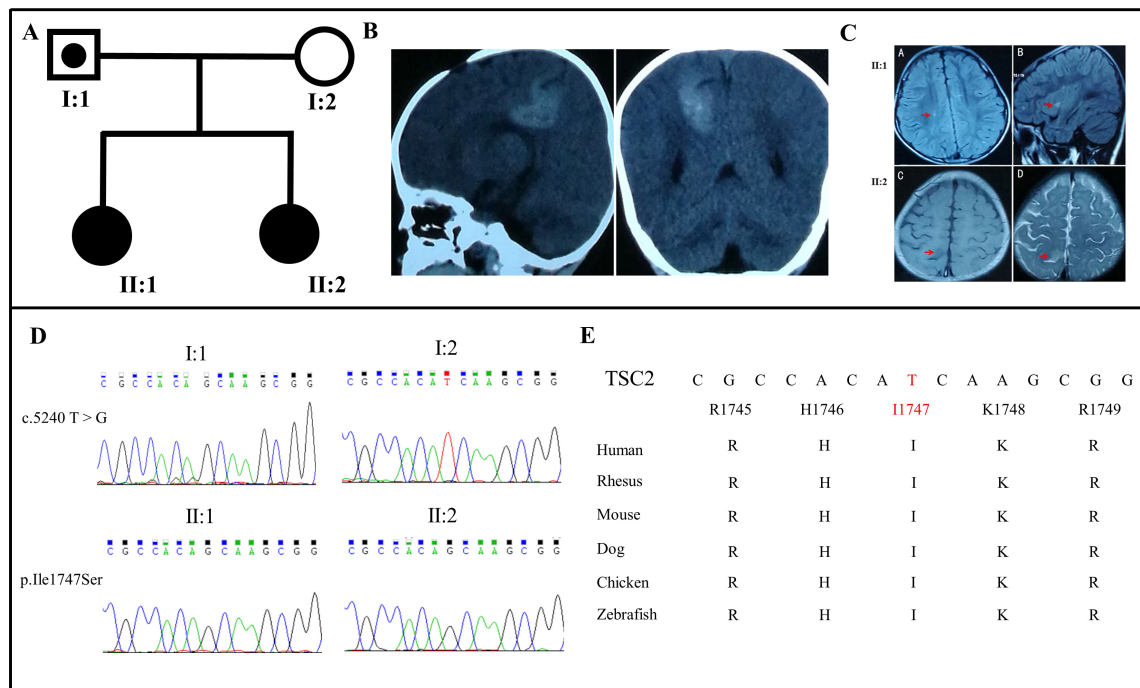 A
I:1
I:2
II:1
II:2
B
C
II:1
A
B
II:2
C
D
D
I:1
I:2
C G C C A C A G C A A G C G G
C G C C A C A T C A A G C G G
c.5240 T > G
II:1
II:2
C G C C A C A G C A A G C G G
C G C C A C A G C A A G C G G
p.Ile1747Ser
E
TSC2 C G C C A C A T C A A G C G G
R1745 H1746 I1747 K1748 R1749
Human R H I K R
Rhesus R H I K R
Mouse R H I K R
Dog R H I K R
Chicken R H I K R
Zebrafish R H I K R